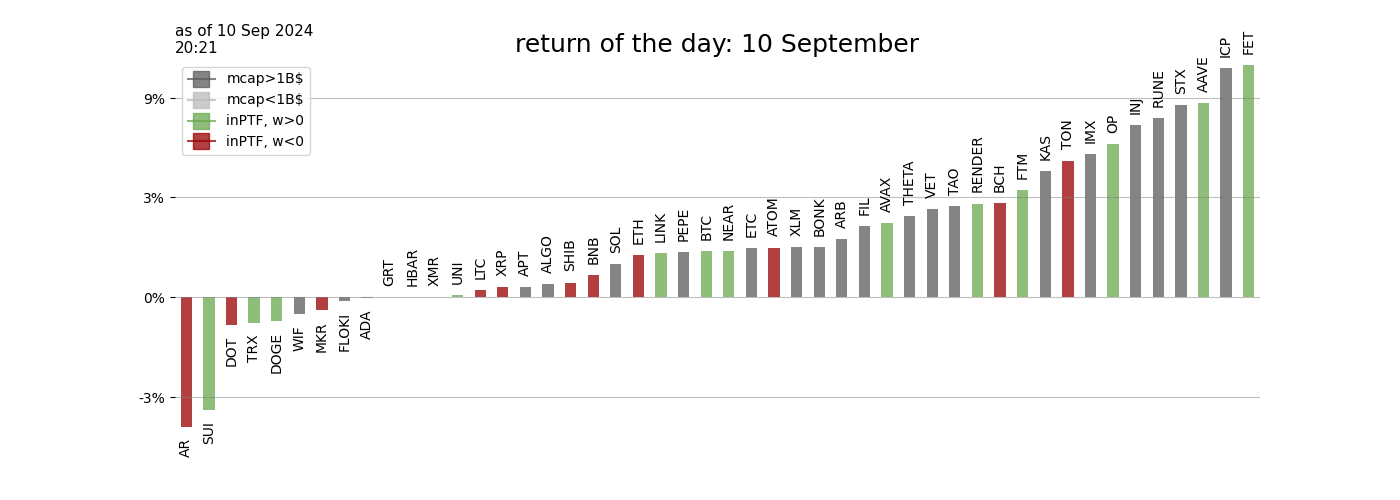 as of 10 Sep 2024
20:21
return of the day: 10 September
mcap>1B$
mcap<1B$
inPTF, w>0
inPTF, w<0
9%
3%
0%
-3%
AR
SUI
DOT
TRX
DOGE
WIF
MKR
FLOKI
ADA
GRT
HBAR
XMR
UNI
LTC
XRP
APT
ALGO
SHIB
BNB
SOL
ETH
LINK
PEPE
BTC
NEAR
ETC
ATOM
XLM
BONK
ARB
FIL
AVAX
THETA
VET
TAO
RENDER
BCH
FTM
KAS
TON
IMX
OP
INJ
RUNE
STX
AAVE
ICP
FET